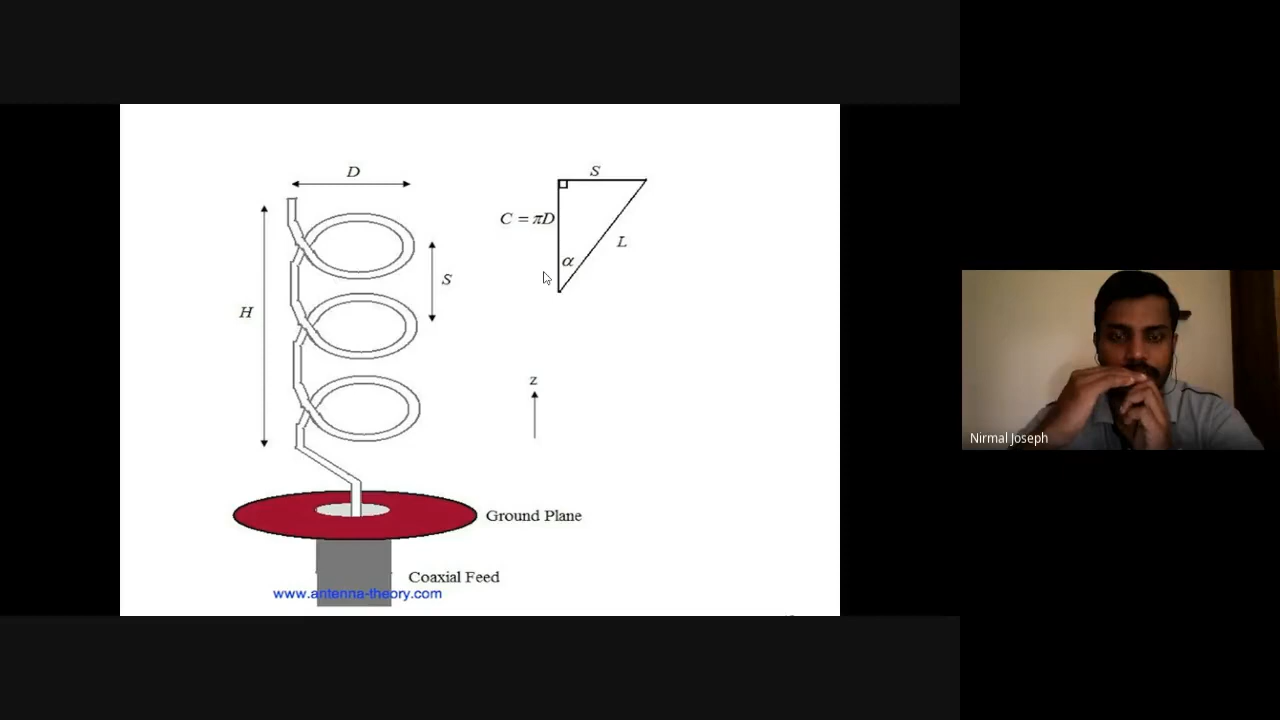 D
S
C = πD
L
α
S
H
z
Ground Plane
Coaxial Feed
www.antenna-theory.com
Nirmal Joseph